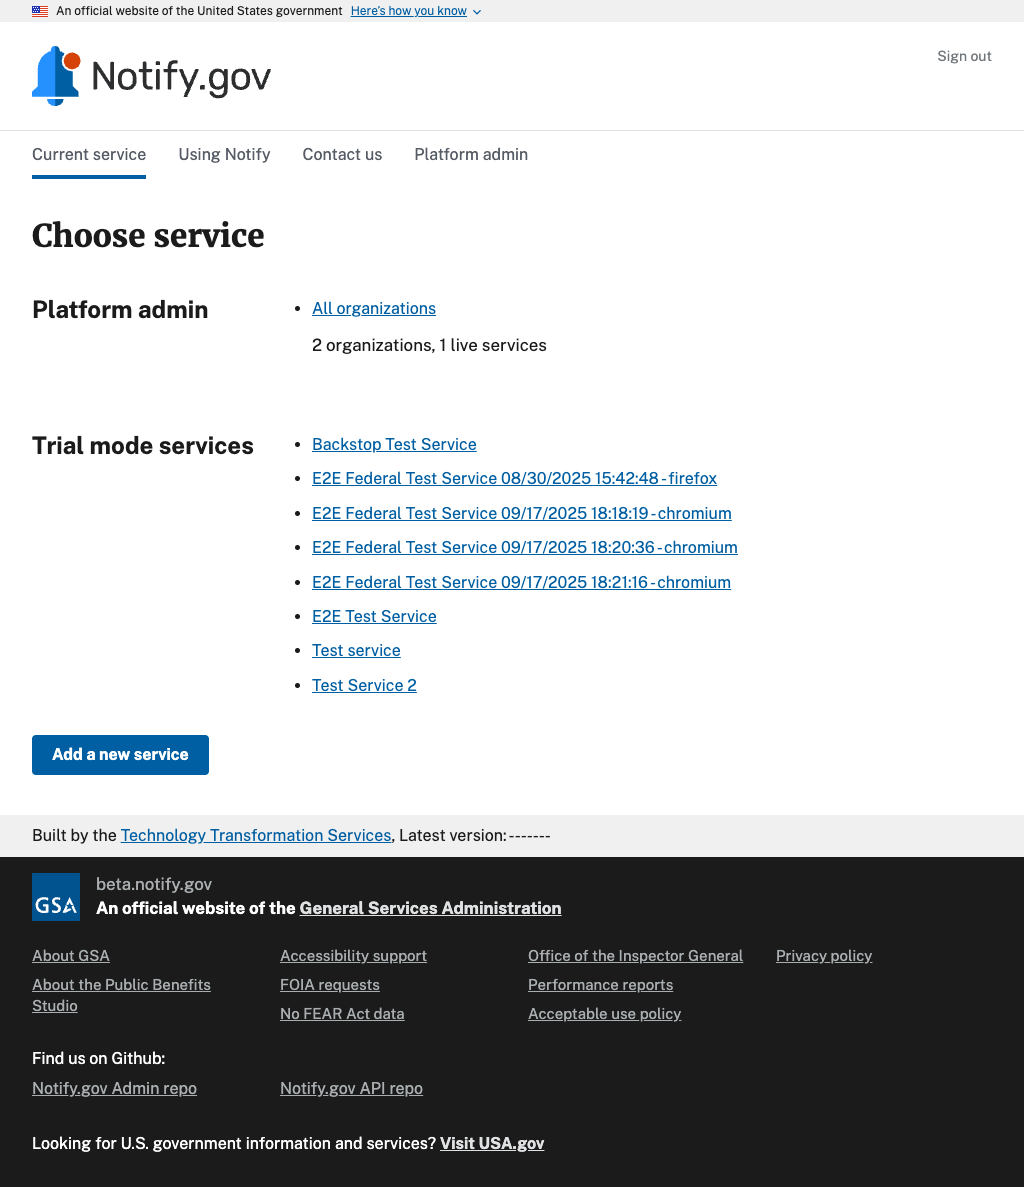 An official website of the United States government Here's how you know
Notify.gov
Sign out
Current service Using Notify Contact us Platform admin
Choose service
Platform admin
All organizations
2 organizations, 1 live services
Trial mode services
Backstop Test Service
E2E Federal Test Service 08/30/2025 15:42:48 - firefox
E2E Federal Test Service 09/17/2025 18:18:19 - chromium
E2E Federal Test Service 09/17/2025 18:20:36 - chromium
E2E Federal Test Service 09/17/2025 18:21:16 - chromium
E2E Test Service
Test service
Test Service 2
Add a new service
Built by the Technology Transformation Services, Latest version: -------
GSA
beta.notify.gov
An official website of the General Services Administration
About GSA
About the Public Benefits
Studio
Accessibility support
FOIA requests
No FEAR Act data
Office of the Inspector General
Performance reports
Acceptable use policy
Privacy policy
Find us on Github:
Notify.gov Admin repo Notify.gov API repo
Looking for U.S. government information and services? Visit USA.gov